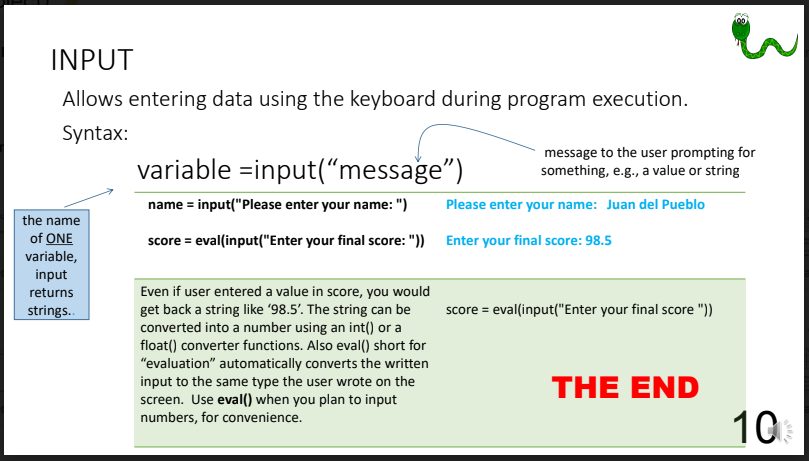 INPUT
Allows entering data using the keyboard during program execution.
Syntax:
message to the user prompting for
something, e.g., a value or string
variable =input(“message”)
the name
of ONE
variable,
input
returns
strings..
name = input("Please enter your name: ")
Please enter your name: Juan del Pueblo
score = eval(input("Enter your final score: "))
Enter your final score: 98.5
Even if user entered a value in score, you would
get back a string like ‘98.5’. The string can be
converted into a number using an int() or a
float() converter functions. Also eval() short for
“evaluation” automatically converts the written
input to the same type the user wrote on the
screen. Use eval() when you plan to input
numbers, for convenience.
score = eval(input("Enter your final score "))
THE END
10